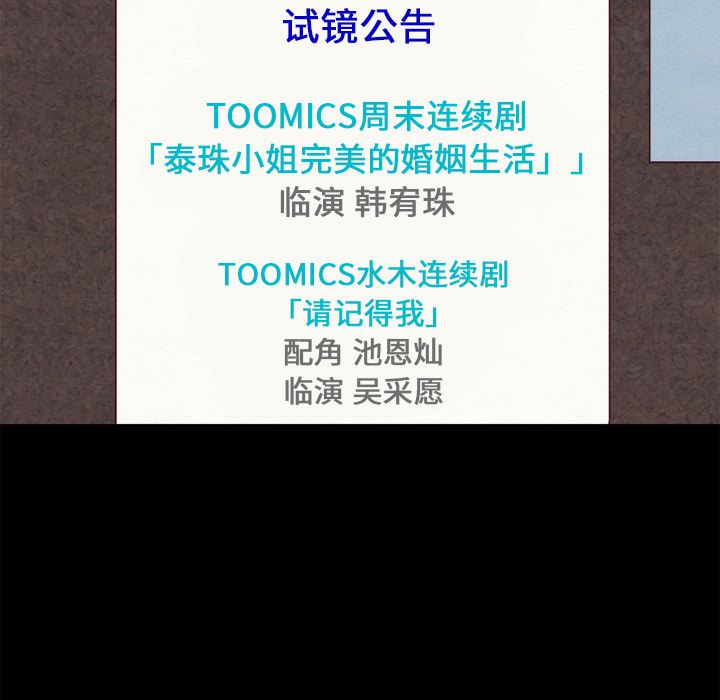 试镜公告
TOOMICS周末连续剧
「泰珠小姐完美的婚姻生活」」
临演 韩宥珠
TOOMICS水木连续剧
「请记得我」
配角 池恩灿
临演 吴采愿